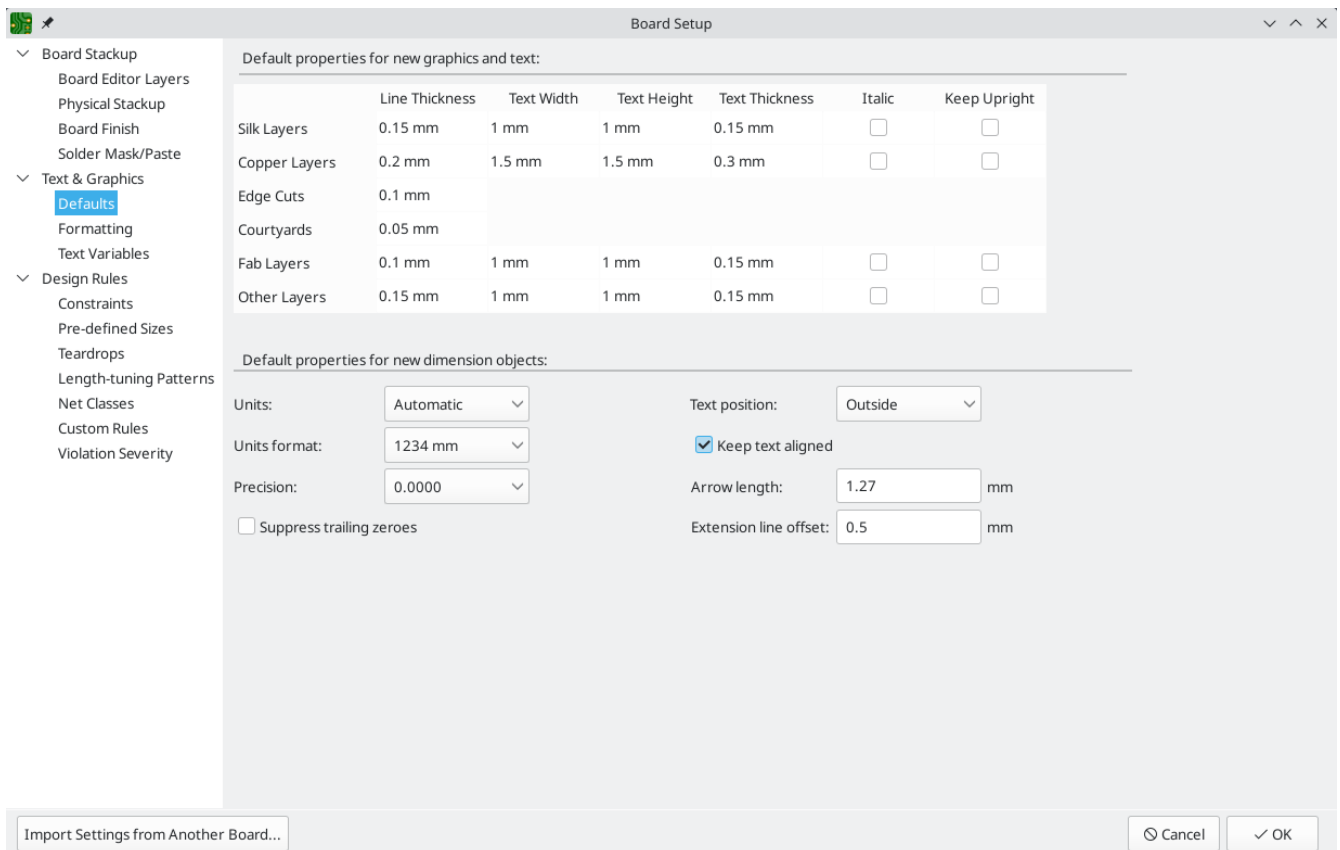 Board Setup
Board Stackup
Board Editor Layers
Physical Stackup
Board Finish
Solder Mask/Paste
Text & Graphics
Defaults
Formatting
Text Variables
Design Rules
Constraints
Pre-defined Sizes
Teardrops
Length-tuning Patterns
Net Classes
Custom Rules
Violation Severity
Default properties for new graphics and text:
Line Thickness Text Width Text Height Text Thickness Italic Keep Upright
Silk Layers 0.15 mm 1 mm 1 mm 0.15 mm
Copper Layers 0.2 mm 1.5 mm 1.5 mm 0.3 mm
Edge Cuts 0.1 mm
Courtyards 0.05 mm
Fab Layers 0.1 mm 1 mm 1 mm 0.15 mm
Other Layers 0.15 mm 1 mm 1 mm 0.15 mm
Default properties for new dimension objects:
Units: Automatic Text position: Outside
Units format: 1234 mm Keep text aligned
Precision: 0.0000 Arrow length: 1.27 mm
Suppress trailing zeroes Extension line offset: 0.5 mm
Import Settings from Another Board... Cancel OK